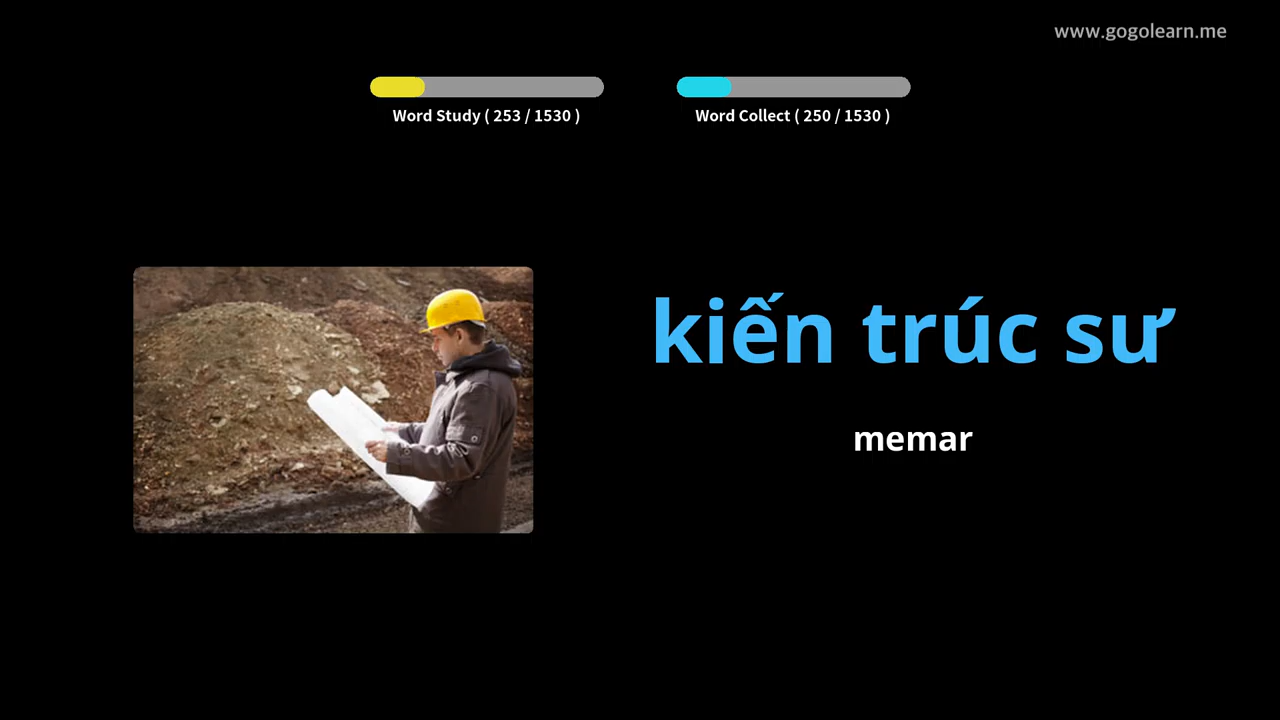 www.gogolearn.me
Word Study ( 253 / 1530 )
Word Collect ( 250 / 1530 )
kiến trúc sư
memar